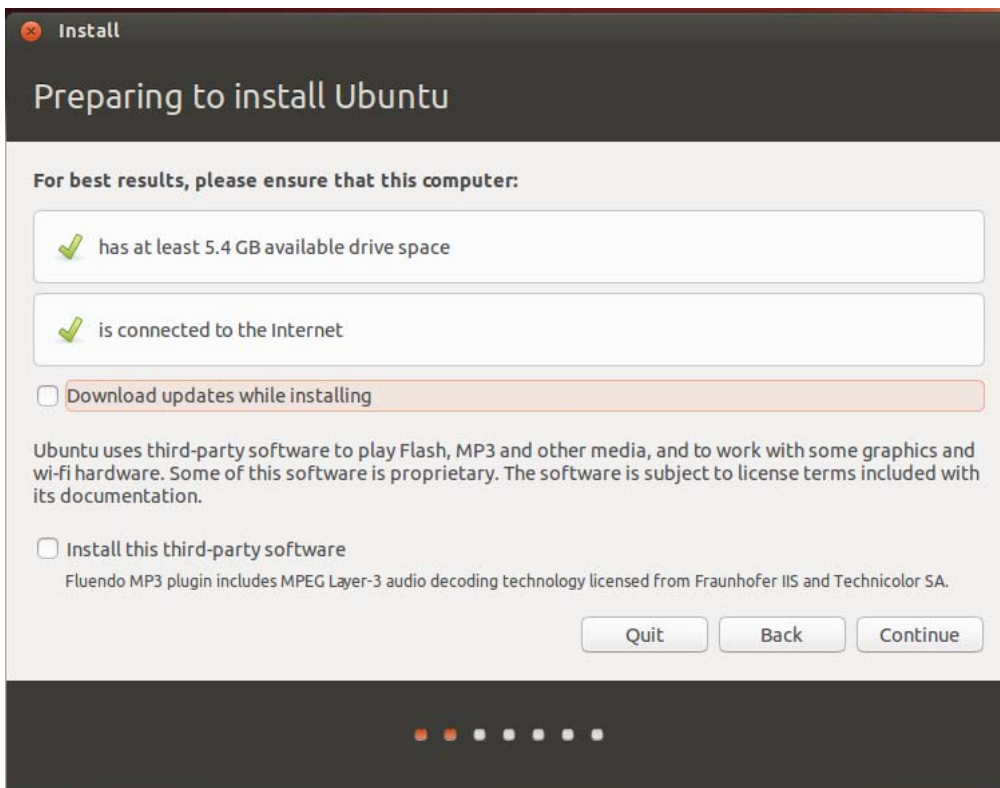 Install
Preparing to install Ubuntu
For best results, please ensure that this computer:
has at least 5.4 GB available drive space
is connected to the Internet
Download updates while installing
Ubuntu uses third-party software to play Flash, MP3 and other media, and to work with some graphics and
wi-fi hardware. Some of this software is proprietary. The software is subject to license terms included with
its documentation.
Install this third-party software
Fluendo MP3 plugin includes MPEG Layer-3 audio decoding technology licensed from Fraunhofer IIS and Technicolor SA.
Quit Back Continue